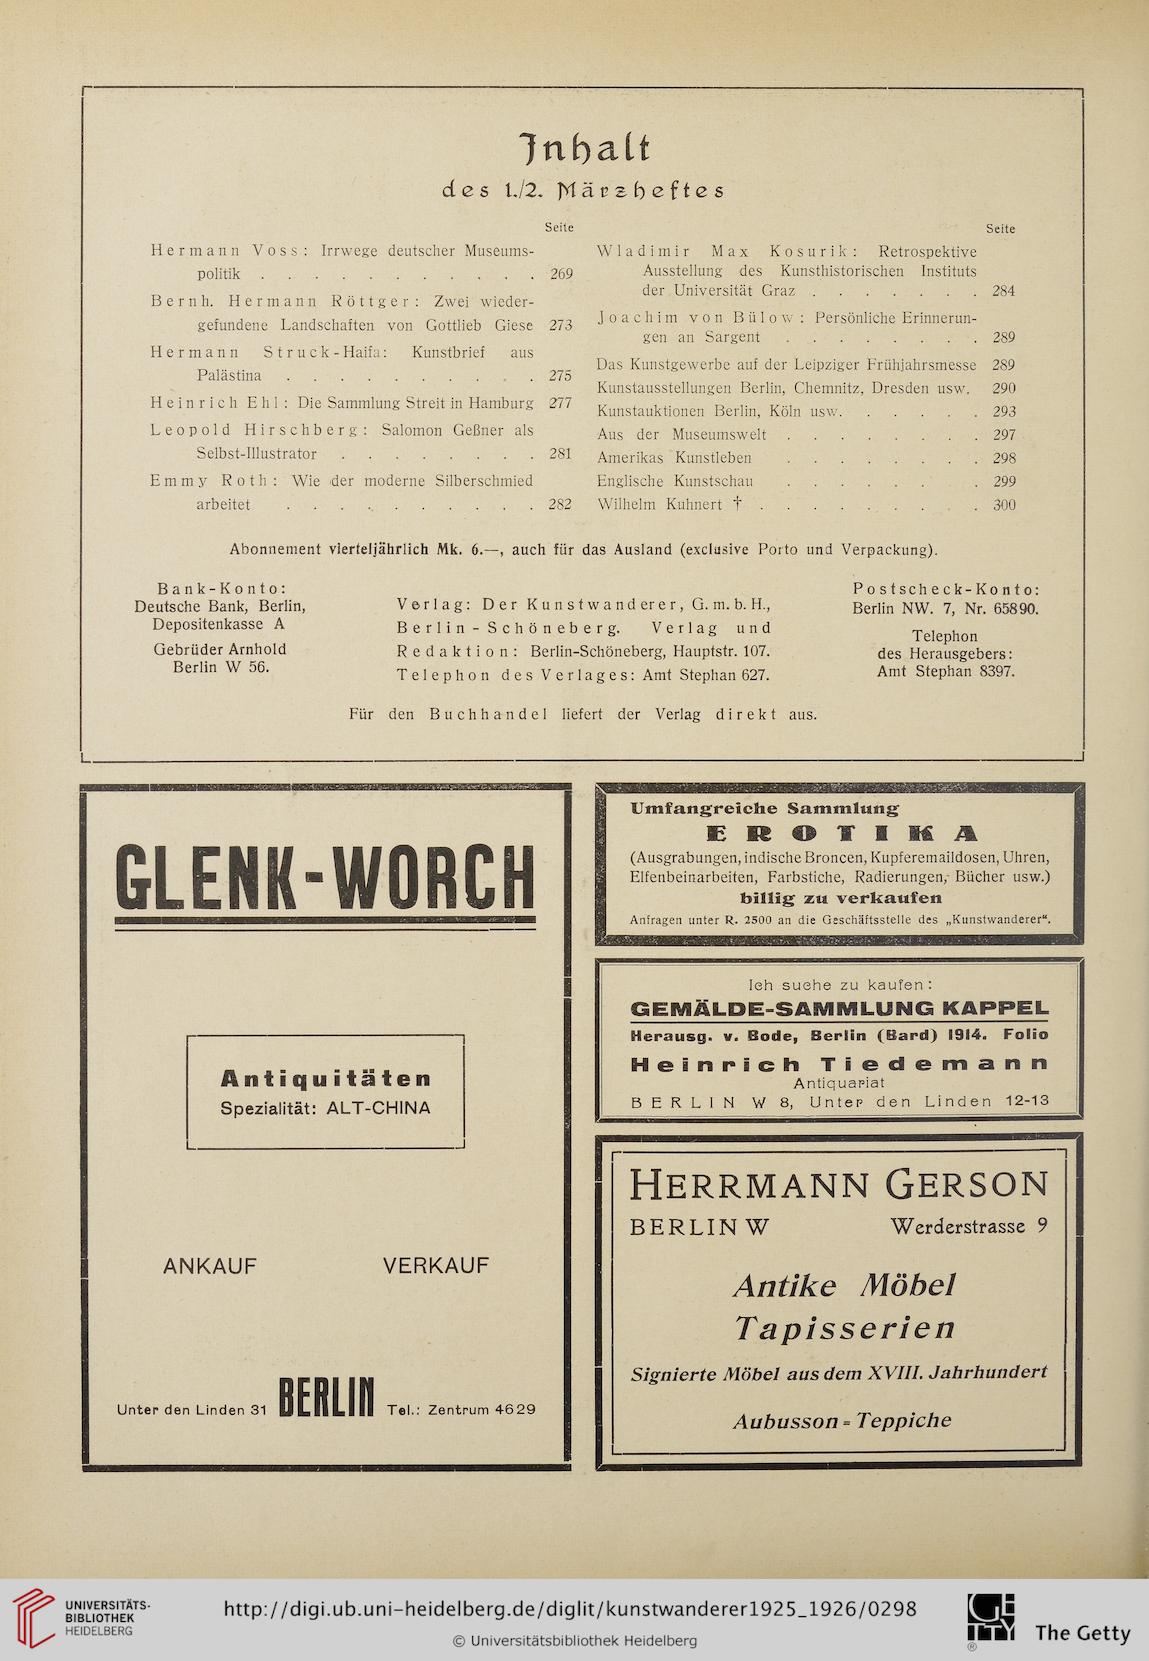 Inhalt
des 1./2. Märzheftes
Seite
Hermann Voss: Irrwege deutscher Museums-
politik . . . . . . . . . . . 269
Bernh. Hermann Röttger: Zwei wieder-
gefundene Landschaften von Gottlieb Giese 273
Hermann Struck-Haifa: Kunstbrief aus
Palästina . . . . . . . . . . 275
Heinrich Ehl: Die Sammlung Streit in Hamburg 277
Leopold Hirschberg: Salomon Geßner als
Selbst-Illustrator . . . . . . . . 281
Emmy Roth: Wie der moderne Silberschmied
arbeitet . . . . . . . . . . 282
Seite
Wladimir Max Kosurik: Retrospektive
Ausstellung des Kunsthistorischen Instituts
der Universität Graz . . . . . . . 284
Joachim von Bülow: Persönliche Erinnerun-
gen an Sargent . . . . . . . . 289
Das Kunstgewerbe auf der Leipziger Frühjahrsmesse 289
Kunstausstellungen Berlin, Chemnitz, Dresden usw. 290
Kunstauktionen Berlin, Köln usw. . . . . . 293
Aus der Museumswelt . . . . . . . . 297
Amerikas Kunstleben . . . . . . . . 298
Englische Kunstschau . . . . . . . 299
Wilhelm Kuhnert † . . . . . . . . . 300
Abonnement vierteljährlich Mk. 6.—, auch für das Ausland (exclusive Porto und Verpackung).
Bank-Konto:
Deutsche Bank, Berlin,
Depositenkasse A
Gebrüder Arnhold
Berlin W 56.
Verlag: Der Kunstwanderer, G. m. b. H.,
Berlin-Schöneberg. Verlag und
Redaktion: Berlin-Schöneberg, Hauptstr. 107.
Telephon des Verlages: Amt Stephan 627.
Postscheck-Konto:
Berlin NW. 7, Nr. 65890.
Telephon
des Herausgebers:
Amt Stephan 8397.
Für den Buchhandel liefert der Verlag direkt aus.
GLENK-WORCH
Antiquitäten
Spezialität: ALT-CHINA
ANKAUF VERKAUF
Unter den Linden 31 BERLIN Tel.: Zentrum 4629
Umfangreiche Sammlung
EROTIKA
(Ausgrabungen, indische Broncen, Kupferemaildosen, Uhren,
Elfenbeinarbeiten, Farbstiche, Radierungen, Bücher usw.)
billig zu verkaufen
Anfragen unter R. 2500 an die Geschäftsstelle des „Kunstwanderer“.
Ich suche zu kaufen:
GEMÄLDE-SAMMLUNG KAPPEL
Herausg. v. Bode, Berlin (Bard) 1914. Folio
Heinrich Tiedemann
Antiquariat
BERLIN W 8, Unter den Linden 12-13
HERRMANN GERSON
BERLIN W Werderstrasse 9
Antike Möbel
Tapisserien
Signierte Möbel aus dem XVIII. Jahrhundert
Aubusson-Teppiche
UNIVERSITÄTS-
BIBLIOTHEK
HEIDELBERG
http://digi.ub.uni-heidelberg.de/diglit/kunstwanderer1925_1926/0298
© Universitätsbibliothek Heidelberg
GETTY
®
The Getty